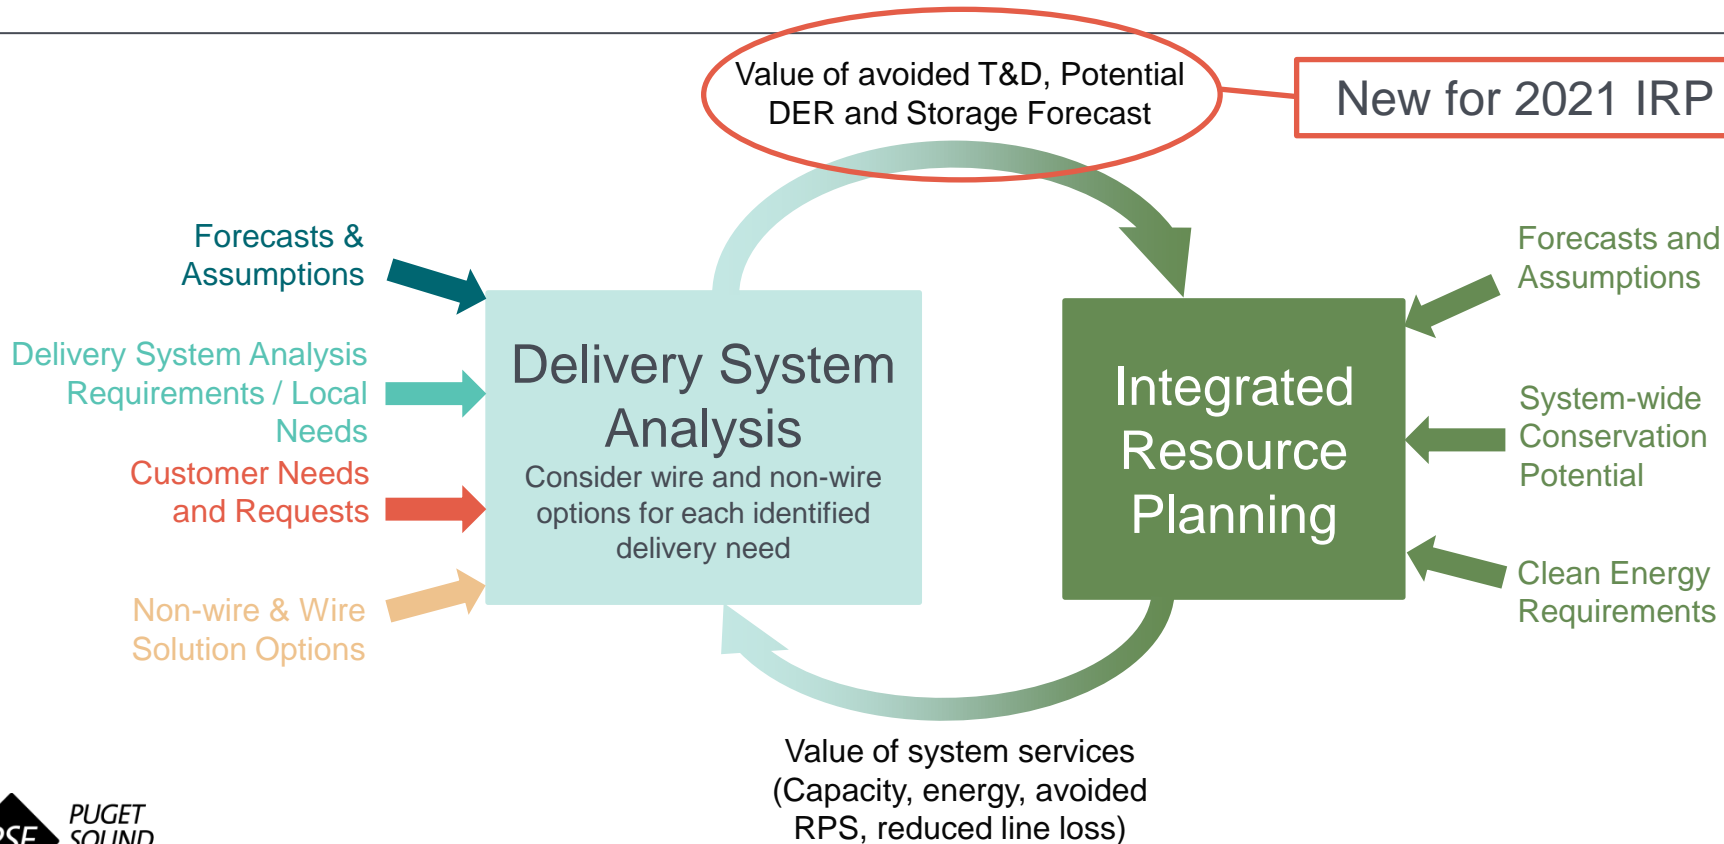 Value of avoided T&D, Potential
DER and Storage Forecast
New for 2021 IRP
Forecasts &
Assumptions
Delivery System Analysis
Requirements / Local
Needs
Customer Needs
and Requests
Non-wire & Wire
Solution Options
Delivery System
Analysis
Consider wire and non-wire
options for each identified
delivery need
Integrated
Resource
Planning
Forecasts and
Assumptions
System-wide
Conservation
Potential
Clean Energy
Requirements
Value of system services
(Capacity, energy, avoided
RPS, reduced line loss)
PSE
PUGET
SOUND